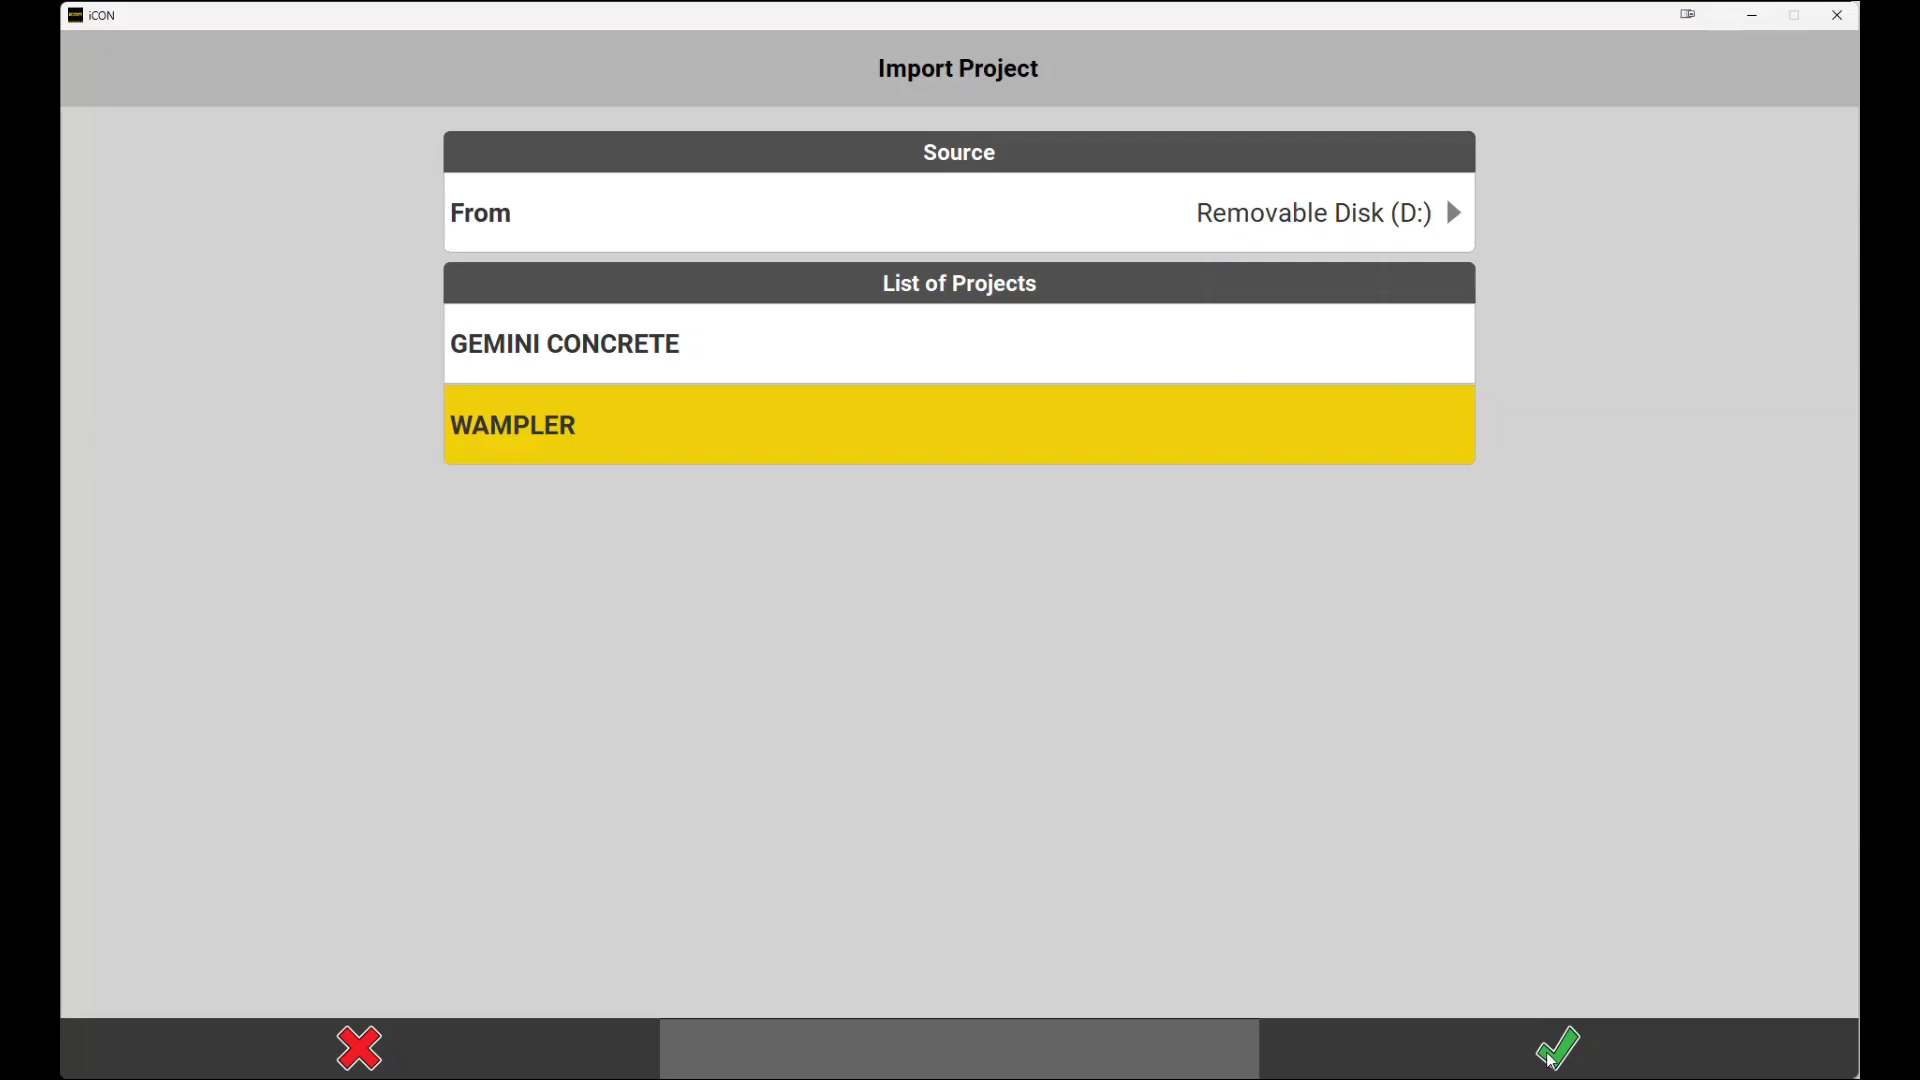 iCON
Import Project
Source
From
Removable Disk (D:)
List of Projects
GEMINI CONCRETE
WAMPLER